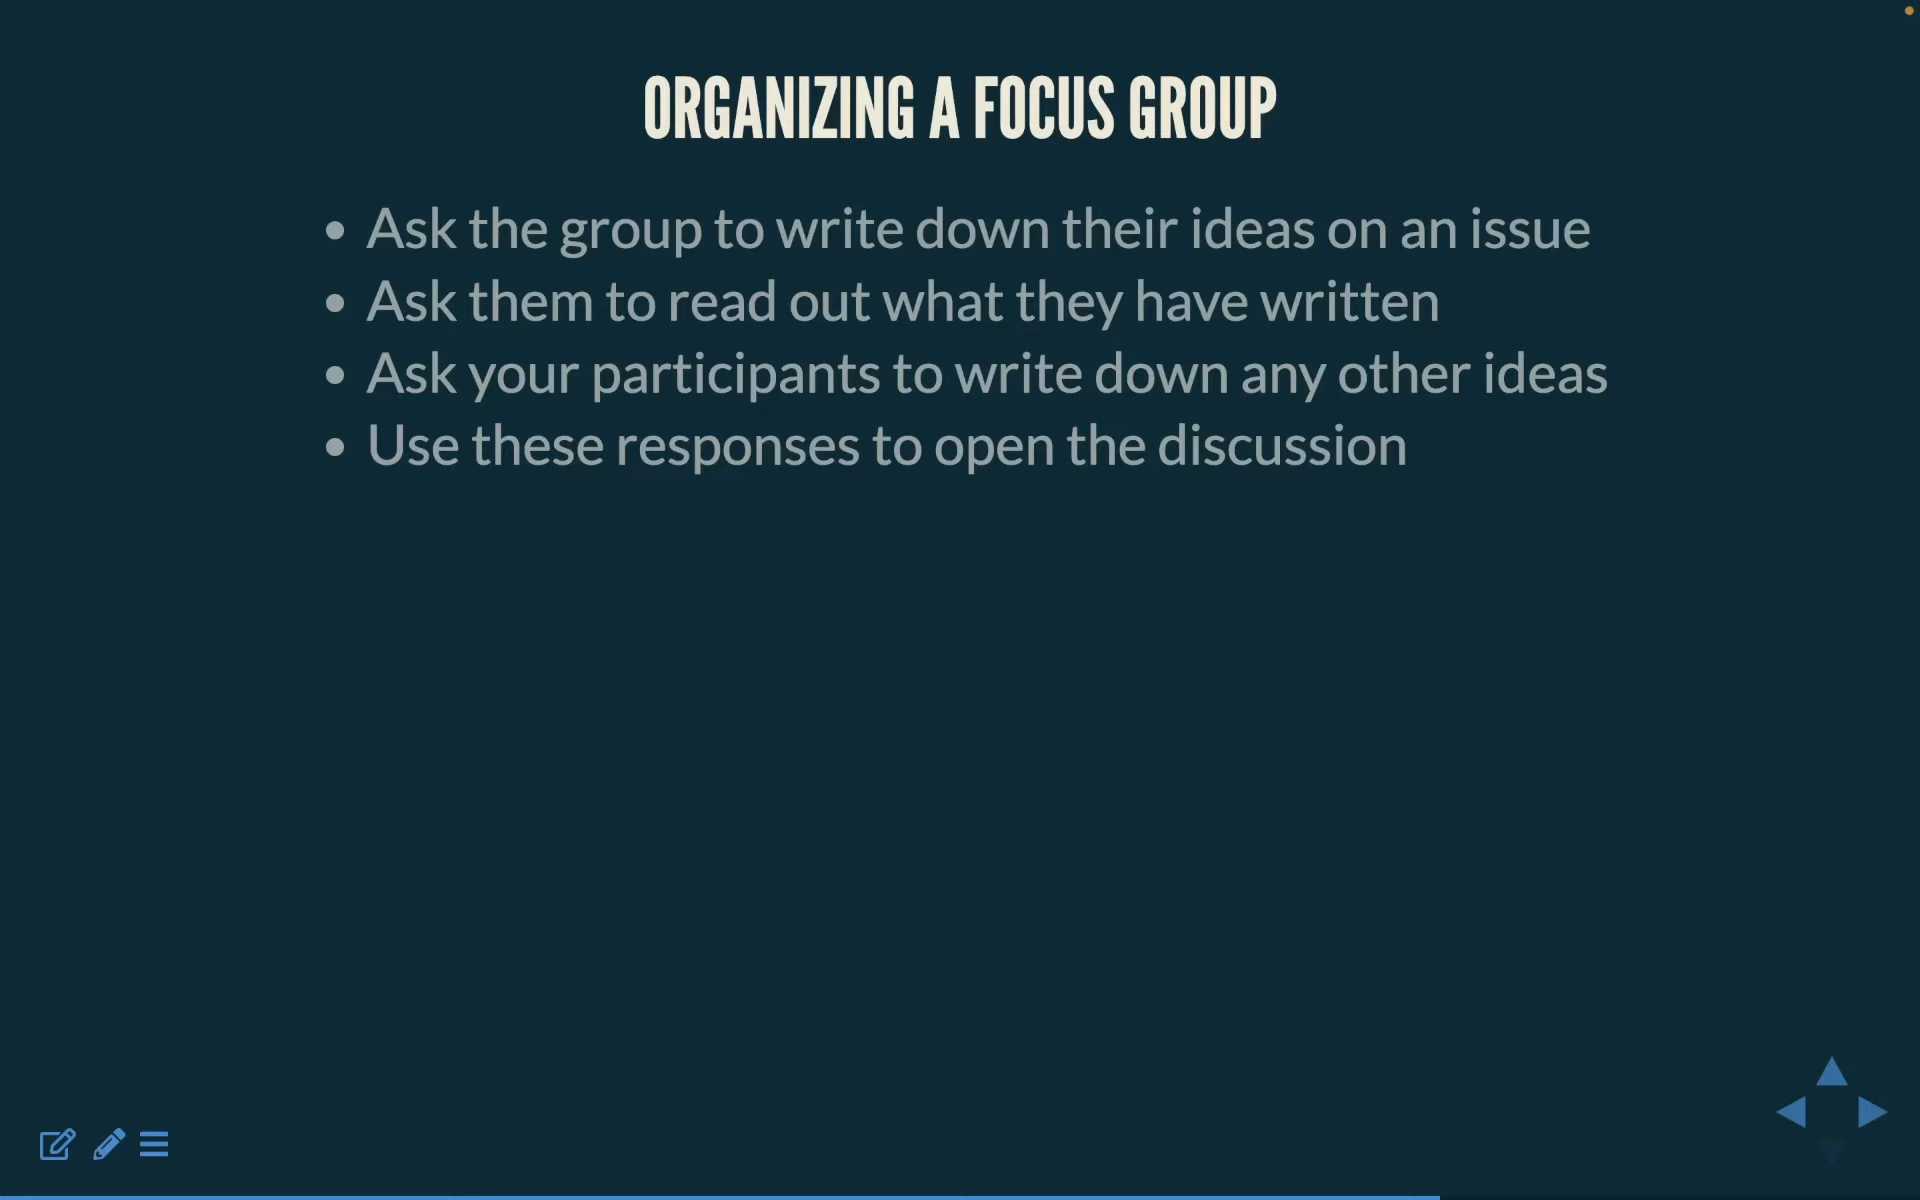 ORGANIZING A FOCUS GROUP
• Ask the group to write down their ideas on an issue
• Ask them to read out what they have written
• Ask your participants to write down any other ideas
• Use these responses to open the discussion